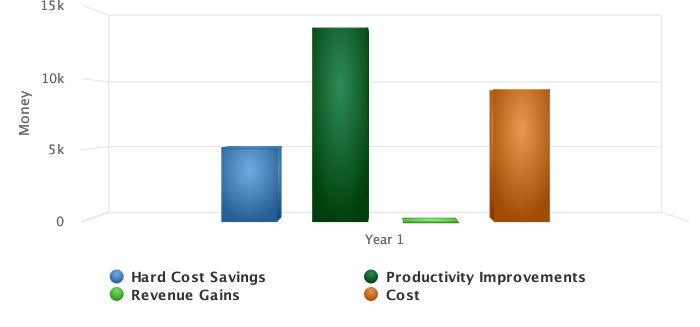 15k
10k
5k
0
Money
Year 1
Hard Cost Savings
Productivity Improvements
Revenue Gains
Cost